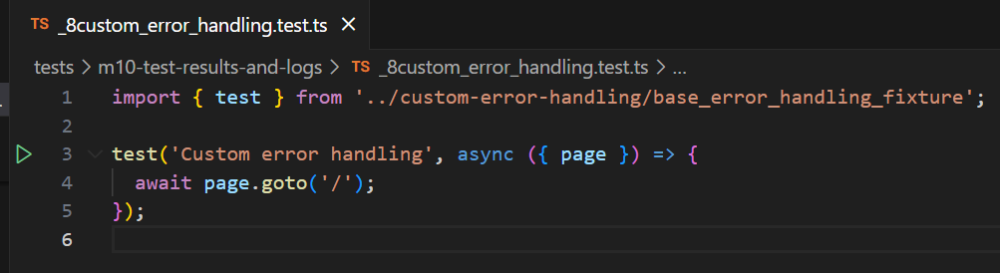 TS _8custom_error_handling.test.ts ×
tests > m10-test-results-and-logs > TS _8custom_error_handling.test.ts > ...
1 import { test } from '../custom-error-handling/base_error_handling_fixture';
2
3 test('Custom error handling', async ({ page }) => {
4 await page.goto('/');
5 });
6